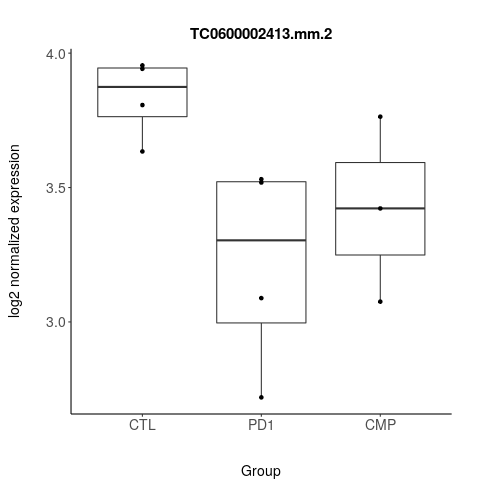 TC0600002413.mm.2
log2 normalized expression
4.0
3.5
3.0
CTL PD1 CMP
Group